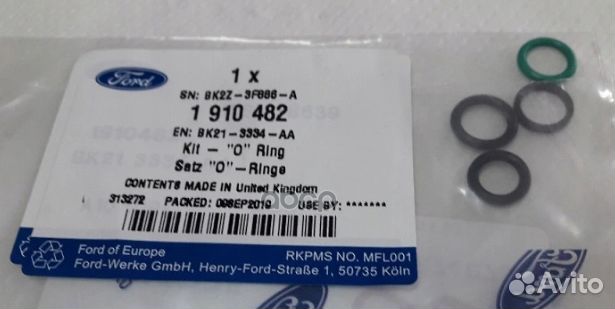 Ford
1 x
SN: BK2Z-3F886-A
1 910 482
EN: BK21-3334-AA
Kit - "O" Ring
Satz "O"-Ringe
CONTENTS MADE IN United Kingdom
313272 PACKED: 09SEP2019 USE BY: *******
Ford of Europe
Ford-Werke GmbH, Henry-Ford-Straße 1, 50735 Köln
RKPMS NO. MFL001
Avito